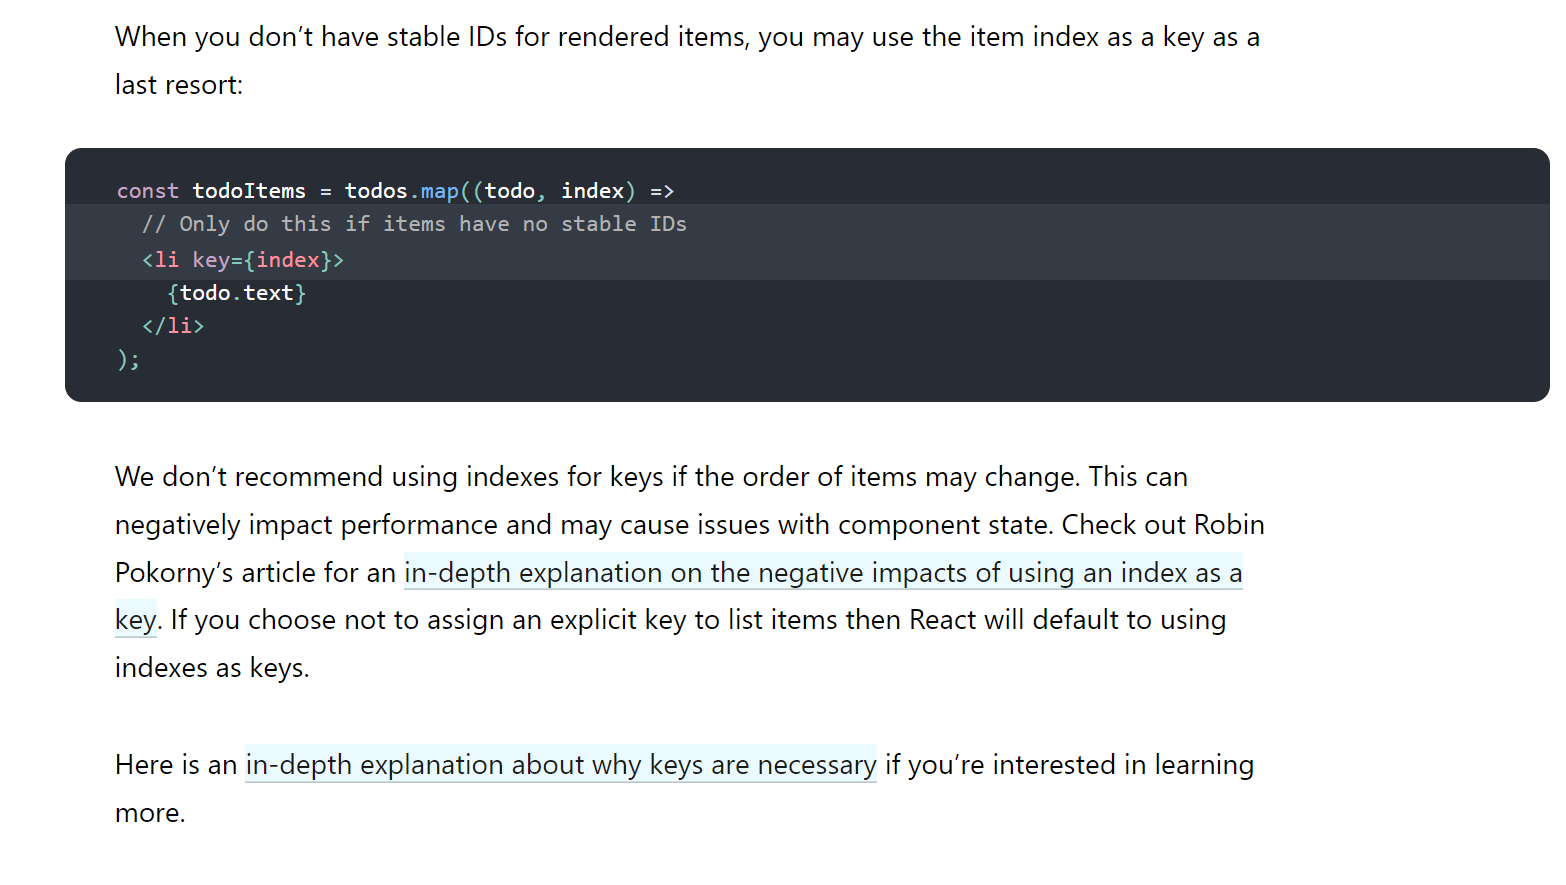 When you don’t have stable IDs for rendered items, you may use the item index as a key as a
last resort:
const todoItems = todos.map((todo, index) =>
  // Only do this if items have no stable IDs
  <li key={index}>
    {todo.text}
  </li>
);
We don’t recommend using indexes for keys if the order of items may change. This can
negatively impact performance and may cause issues with component state. Check out Robin
Pokorny’s article for an in-depth explanation on the negative impacts of using an index as a
key. If you choose not to assign an explicit key to list items then React will default to using
indexes as keys.
Here is an in-depth explanation about why keys are necessary if you’re interested in learning
more.